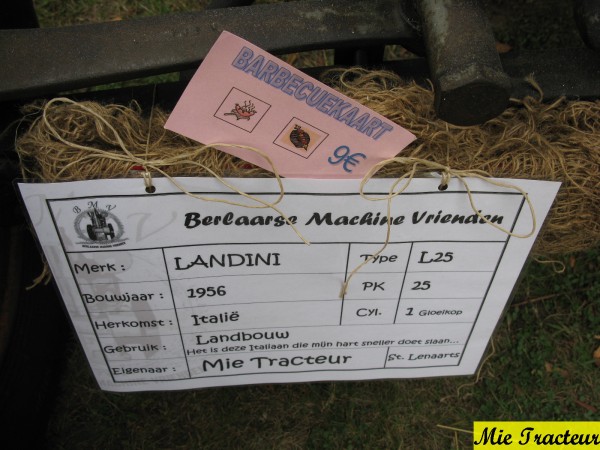 BARBECUEKAART
9€
BMV
Berlaarse Machine Vrienden
Merk : LANDINI Type L25
Bouwjaar : 1956 PK 25
Herkomst : Italië Cyl. 1 Gloeikop
Gebruik : Landbouw
Het is deze Italiaan die mijn hart sneller doet slaan...
Eigenaar : Mie Tracteur St. Lenaarts
Mie Tracteur